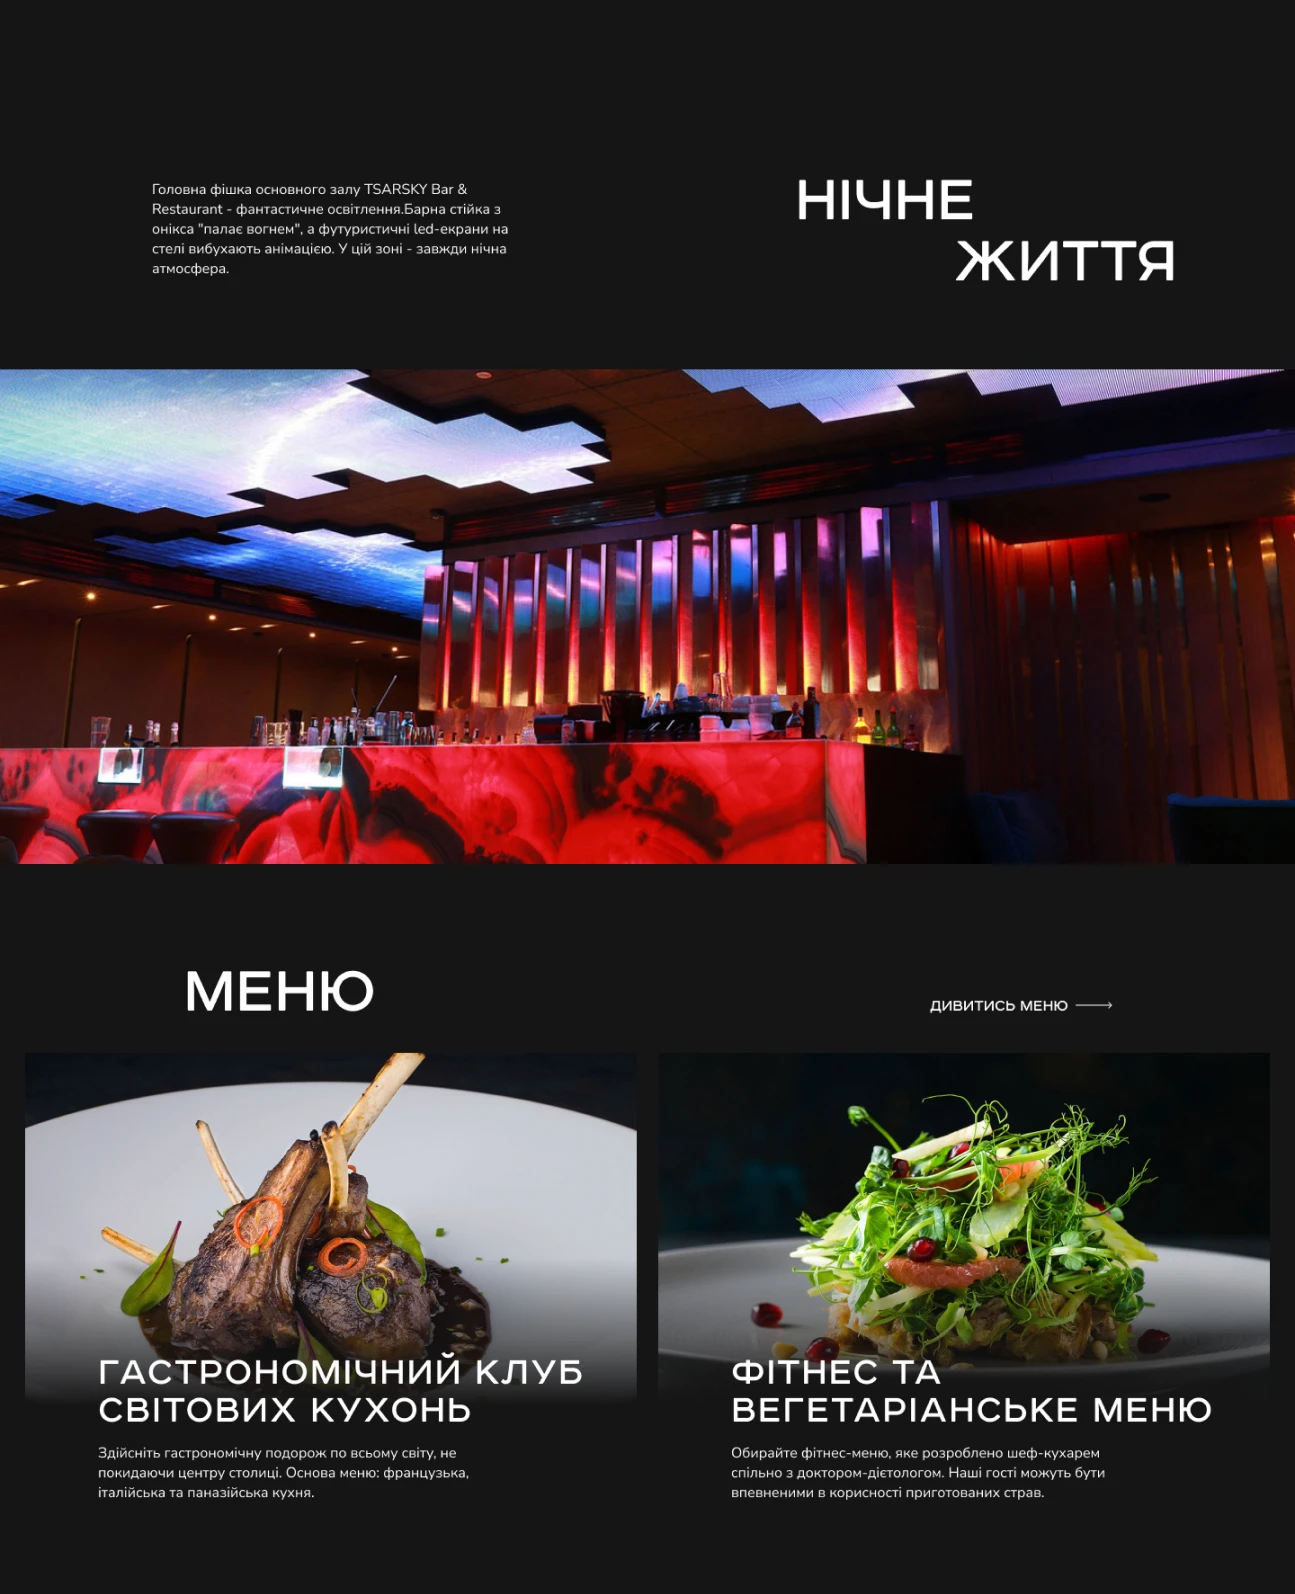 Головна фішка основного залу TSARSKY Bar &
Restaurant - фантастичне освітлення.Барна стійка з
онікса "палає вогнем", а футуристичні led-екрани на
стелі вибухають анімацією. У цій зоні - завжди нічна
атмосфера.
НІЧНЕ
ЖИТТЯ
МЕНЮ
ДИВИТИСЬ МЕНЮ
ГАСТРОНОМІЧНИЙ КЛУБ
СВІТОВИХ КУХОНЬ
Здійсніть гастрономічну подорож по всьому світу, не
покидаючи центру столиці. Основа меню: французька,
італійська та паназійська кухня.
ФІТНЕС ТА
ВЕГЕТАРІАНСЬКЕ МЕНЮ
Обирайте фітнес-меню, яке розроблено шеф-кухарем
спільно з доктором-дієтологом. Наші гості можуть бути
впевненими в корисності приготованих страв.